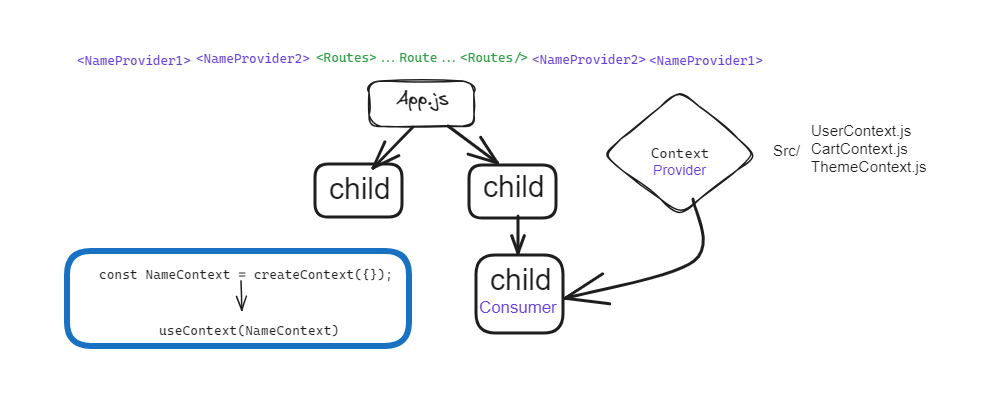 <NameProvider1> <NameProvider2> <Routes> ... Route ... <Routes/> <NameProvider2> <NameProvider1>
App.js
child
child
Context
Provider
Src/
UserContext.js
CartContext.js
ThemeContext.js
child
Consumer
const NameContext = createContext({});
useContext(NameContext)